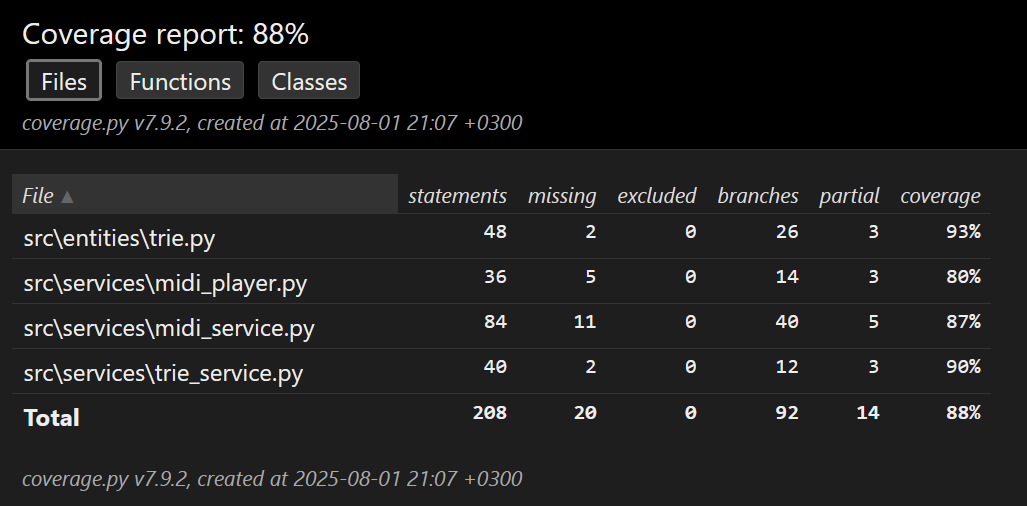 Coverage report: 88%
Files Functions Classes
coverage.py v7.9.2, created at 2025-08-01 21:07 +0300
File ▲ statements missing excluded branches partial coverage
src\entities\trie.py 48 2 0 26 3 93%
src\services\midi_player.py 36 5 0 14 3 80%
src\services\midi_service.py 84 11 0 40 5 87%
src\services\trie_service.py 40 2 0 12 3 90%
Total 208 20 0 92 14 88%
coverage.py v7.9.2, created at 2025-08-01 21:07 +0300